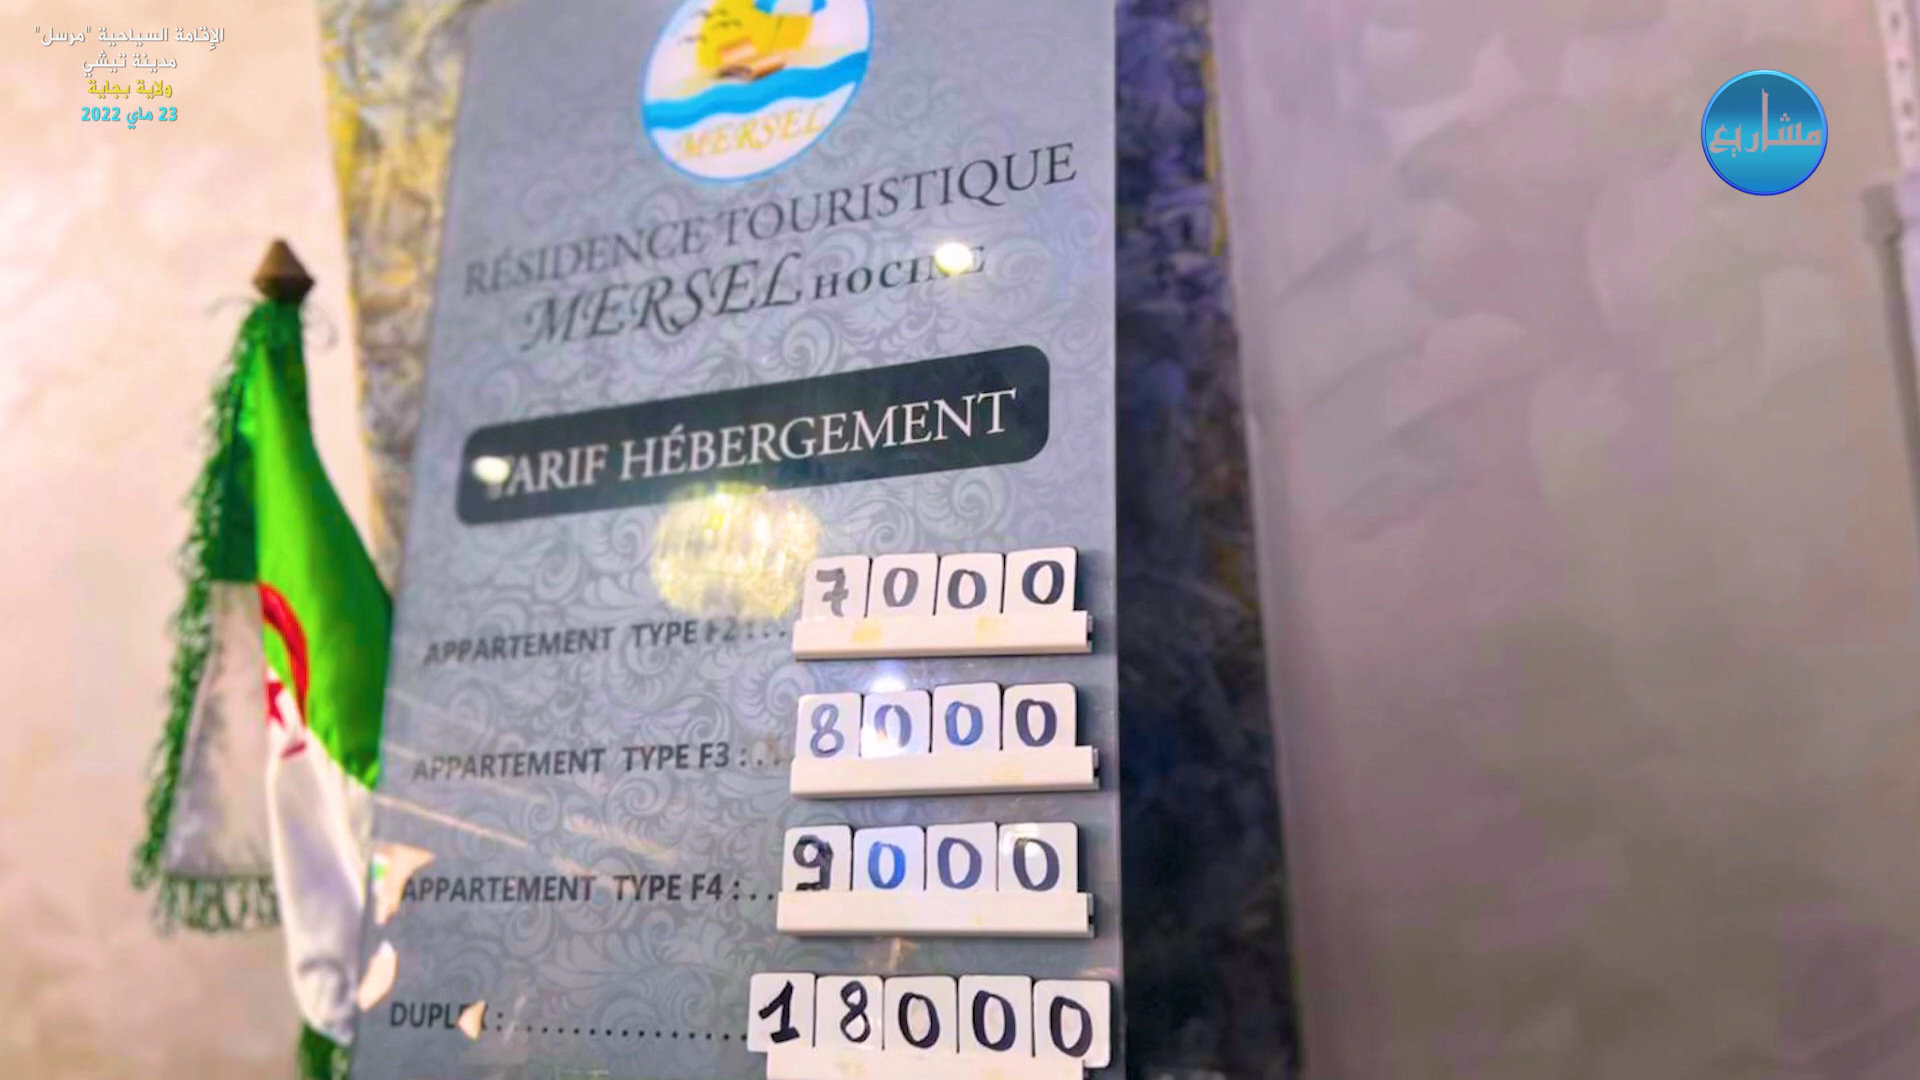 الإقامة السياحية "مرسل"
مدينة تيشي
ولاية بجاية
23 ماي 2022
مشاريع
MERSEL
RÉSIDENCE TOURISTIQUE
MERSEL HOCINE
TARIF HÉBERGEMENT
APPARTEMENT TYPE F2 : . . . 7000
APPARTEMENT TYPE F3 : . . . 8000
APPARTEMENT TYPE F4 : . . . 9000
DUPLEX : . . . . . . . . . . . . . . . . 18000